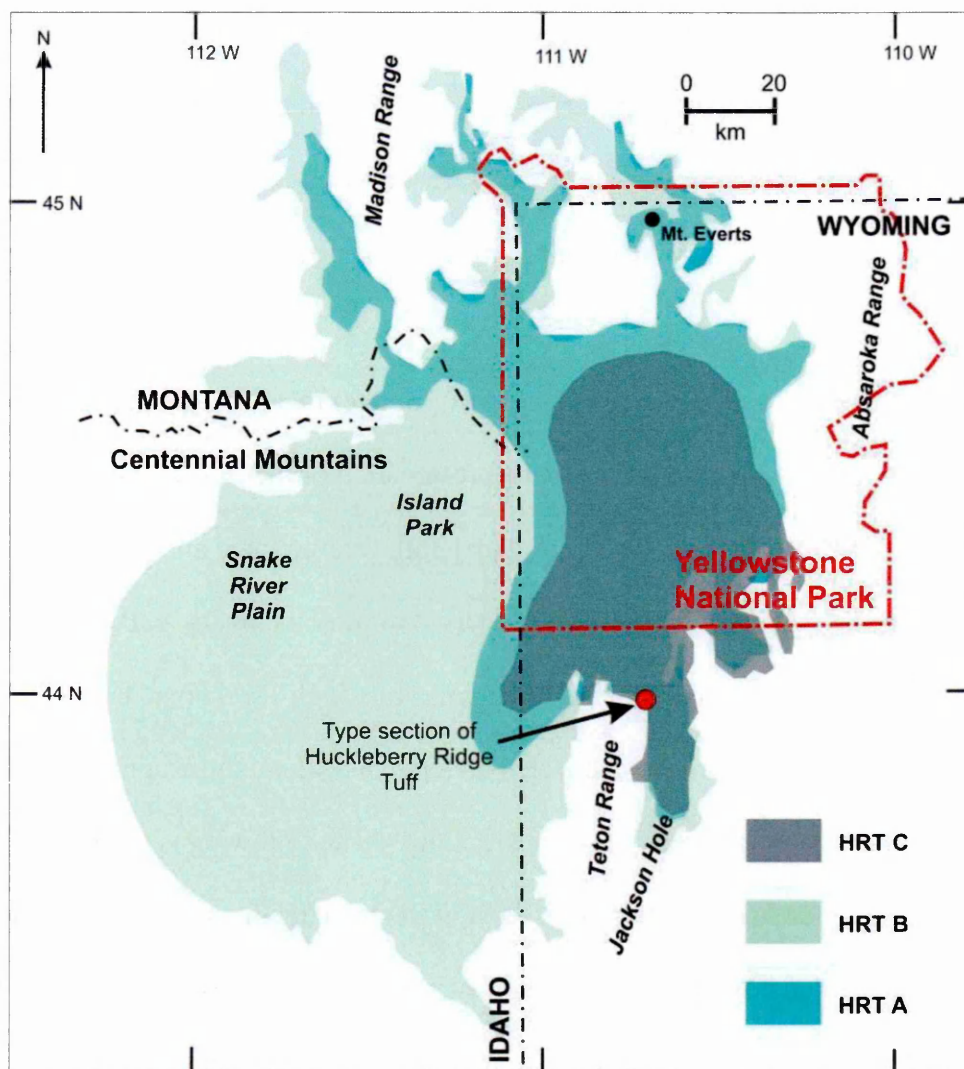 N
112 W
111 W
110 W
0 20
km
Madison Range
45 N
Mt. Everts
WYOMING
Absaroka Range
MONTANA
Centennial Mountains
Island
Park
Snake
River
Plain
Yellowstone
National Park
44 N
Type section of
Huckleberry Ridge
Tuff
Teton Range
Jackson Hole
HRT C
HRT B
HRT A
IDAHO